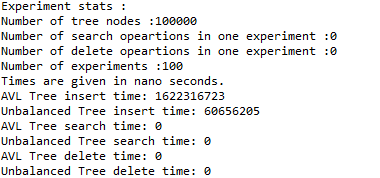 Experiment stats :
Number of tree nodes :100000
Number of search opeartions in one experiment :0
Number of delete opeartions in one experiment :0
Number of experiments :100
Times are given in nano seconds.
AVL Tree insert time: 1622316723
Unbalanced Tree insert time: 60656205
AVL Tree search time: 0
Unbalanced Tree search time: 0
AVL Tree delete time: 0
Unbalanced Tree delete time: 0